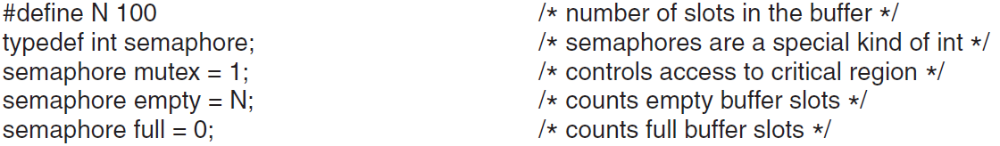 #define N 100 /* number of slots in the buffer */
typedef int semaphore; /* semaphores are a special kind of int */
semaphore mutex = 1; /* controls access to critical region */
semaphore empty = N; /* counts empty buffer slots */
semaphore full = 0; /* counts full buffer slots */